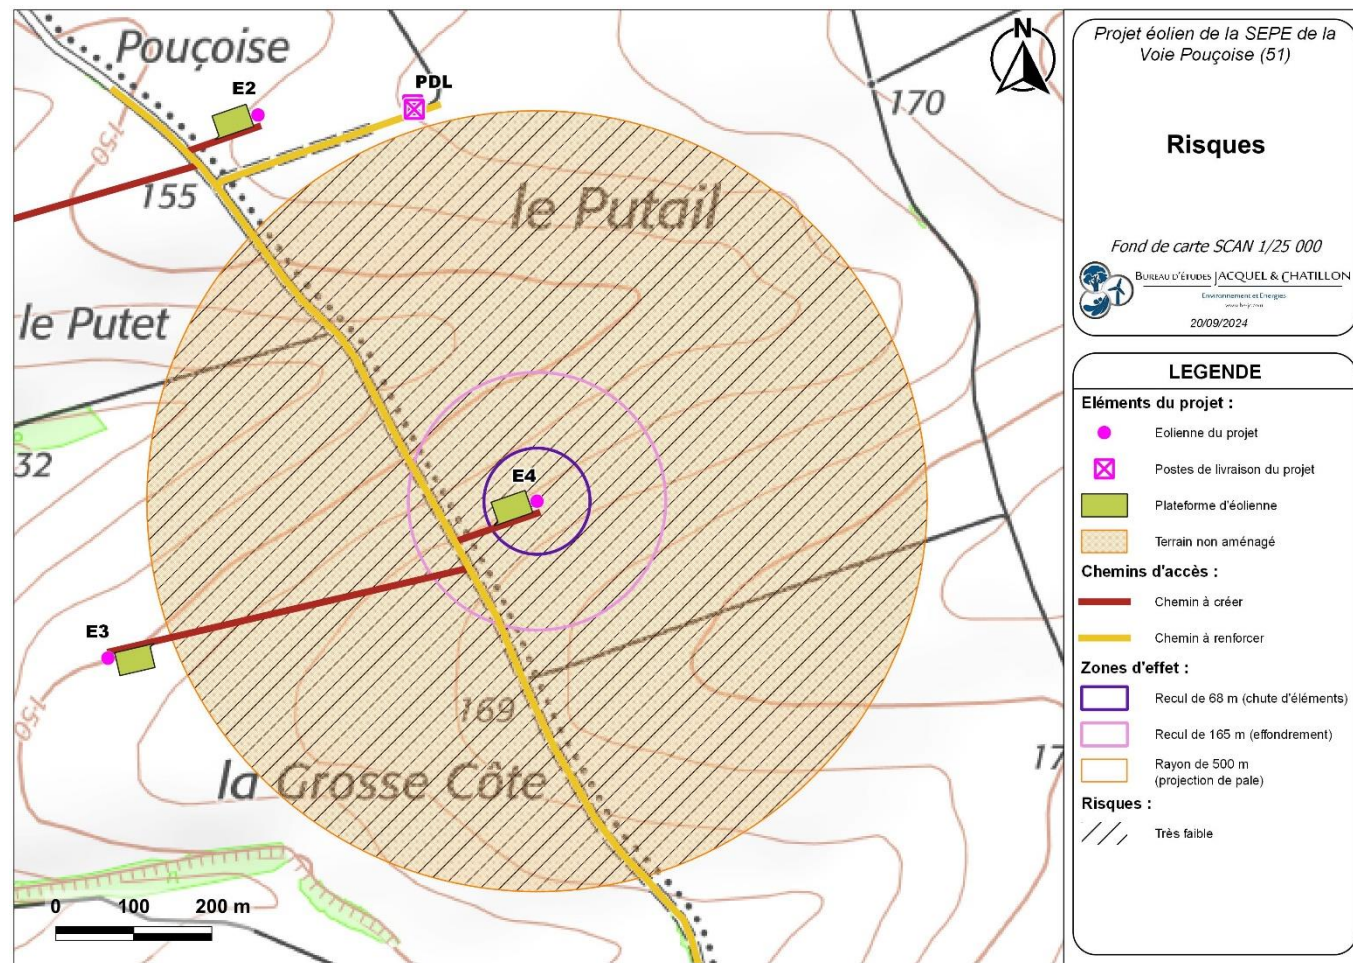 Pouçoise
E2
PDL
N
170
150
155
le Putail
le Putet
32
E4
E3
150
169
la Grosse Côte
17
0 100 200 m
Projet éolien de la SEPE de la
Voie Pouçoise (51)
Risques
Fond de carte SCAN 1/25 000
BUREAU D'ÉTUDES JACQUEL & CHATILLON
Environnement et Energies
20/09/2024
LEGENDE
Eléments du projet :
Eolienne du projet
Postes de livraison du projet
Plateforme d'éolienne
Terrain non aménagé
Chemins d'accès :
Chemin à créer
Chemin à renforcer
Zones d'effet :
Recul de 68 m (chute d'éléments)
Recul de 165 m (effondrement)
Rayon de 500 m
(projection de pale)
Risques :
Très faible